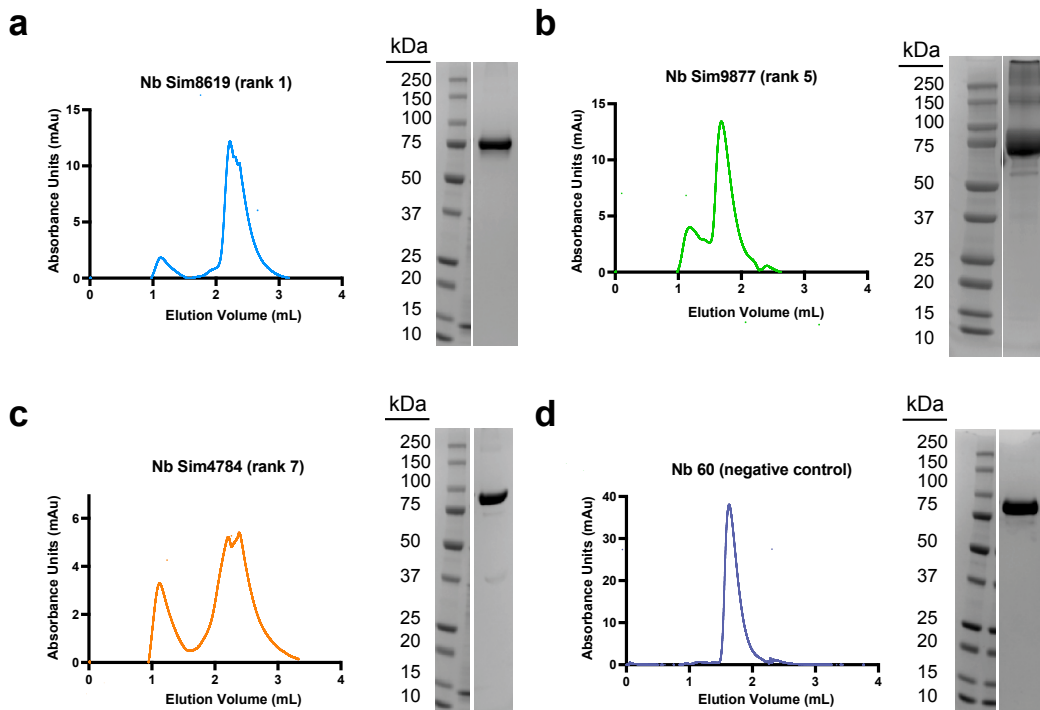 a
Nb Sim8619 (rank 1)
Absorbance Units (mAu)
15
10
5
0
0 1 2 3 4
Elution Volume (mL)
kDa
250
150
100
75
50
37
25
20
15
10
b
Nb Sim9877 (rank 5)
Absorbance Units (mAu)
15
10
5
0
0 1 2 3 4
Elution Volume (mL)
kDa
250
150
100
75
50
37
25
20
15
10
c
Nb Sim4784 (rank 7)
Absorbance Units (mAu)
6
4
2
0
0 1 2 3 4
Elution Volume (mL)
kDa
250
150
100
75
50
37
25
20
15
10
d
Nb 60 (negative control)
Absorbance Units (mAu)
40
30
20
10
0
0 1 2 3 4
Elution Volume (mL)
kDa
250
150
100
75
50
37
25
20
15
10